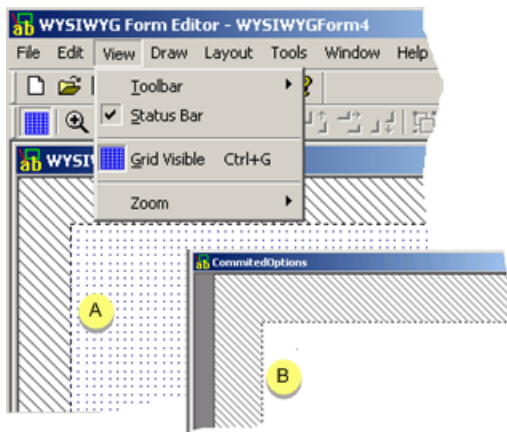 WYSIWYG Form Editor - WYSIWYGForm4
File Edit View Draw Layout Tools Window Help
Toolbar
Status Bar
Grid Visible Ctrl+G
Zoom
CommitedOptions
A
B